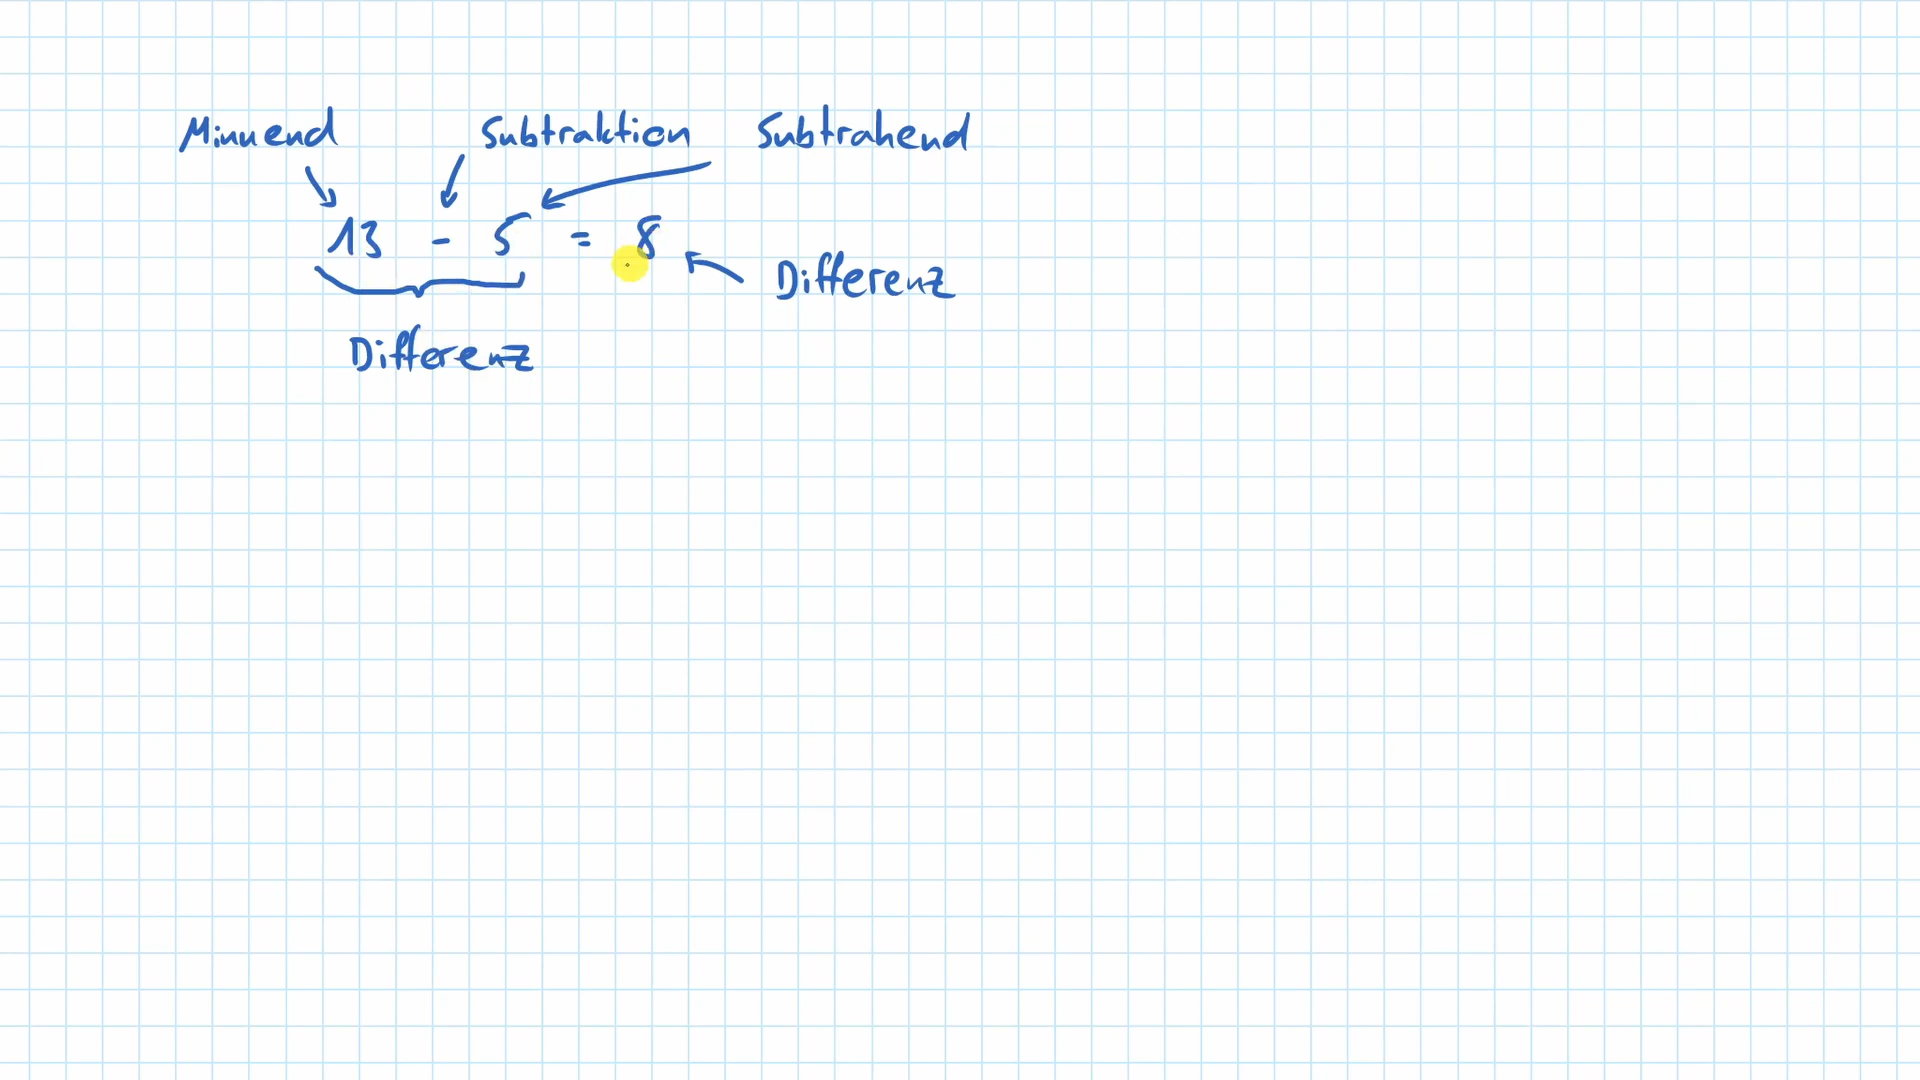 Minuend Subtraktion Subtrahend
13 - 5 = 8
Differenz
Differenz